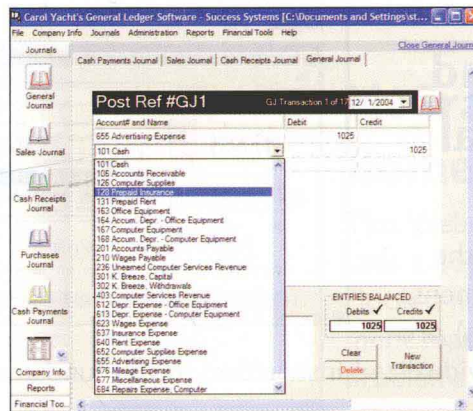 Carol Yacht's General Ledger Software - Success Systems [C:\Documents and Settings\st...
File Company Info Journals Administration Reports Financial Tools Help
Journals
Close General Journ
Cash Payments Journal Sales Journal Cash Receipts Journal General Journal
General Journal
Sales Journal
Cash Receipts Journal
Purchases Journal
Cash Payments Journal
Company Info
Reports
Financial Too..
Post Ref #GJ1 GJ Transaction 1 of 17 12/ 1/2004
Account# and Name Debit Credit
655 Advertising Expense 1025
101 Cash 1025
101 Cash
106 Accounts Receivable
126 Computer Supplies
128 Prepaid Insurance
131 Prepaid Rent
163 Office Equipment
164 Accum. Depr. - Office Equipment
167 Computer Equipment
168 Accum. Depr. - Computer Equipment
201 Accounts Payable
210 Wages Payable
236 Unearned Computer Services Revenue
301 K. Breeze, Capital
302 K. Breeze, Withdrawals
403 Computer Services Revenue
612 Depr. Expense - Office Equipment
613 Depr. Expense - Computer Equipment
623 Wages Expense
637 Insurance Expense
640 Rent Expense
652 Computer Supplies Expense
655 Advertising Expense
676 Mileage Expense
677 Miscellaneous Expense
684 Repairs Expense, Computer
ENTRIES BALANCED
Debits ✓ Credits ✓
1025 1025
Clear
Delete
New Transaction